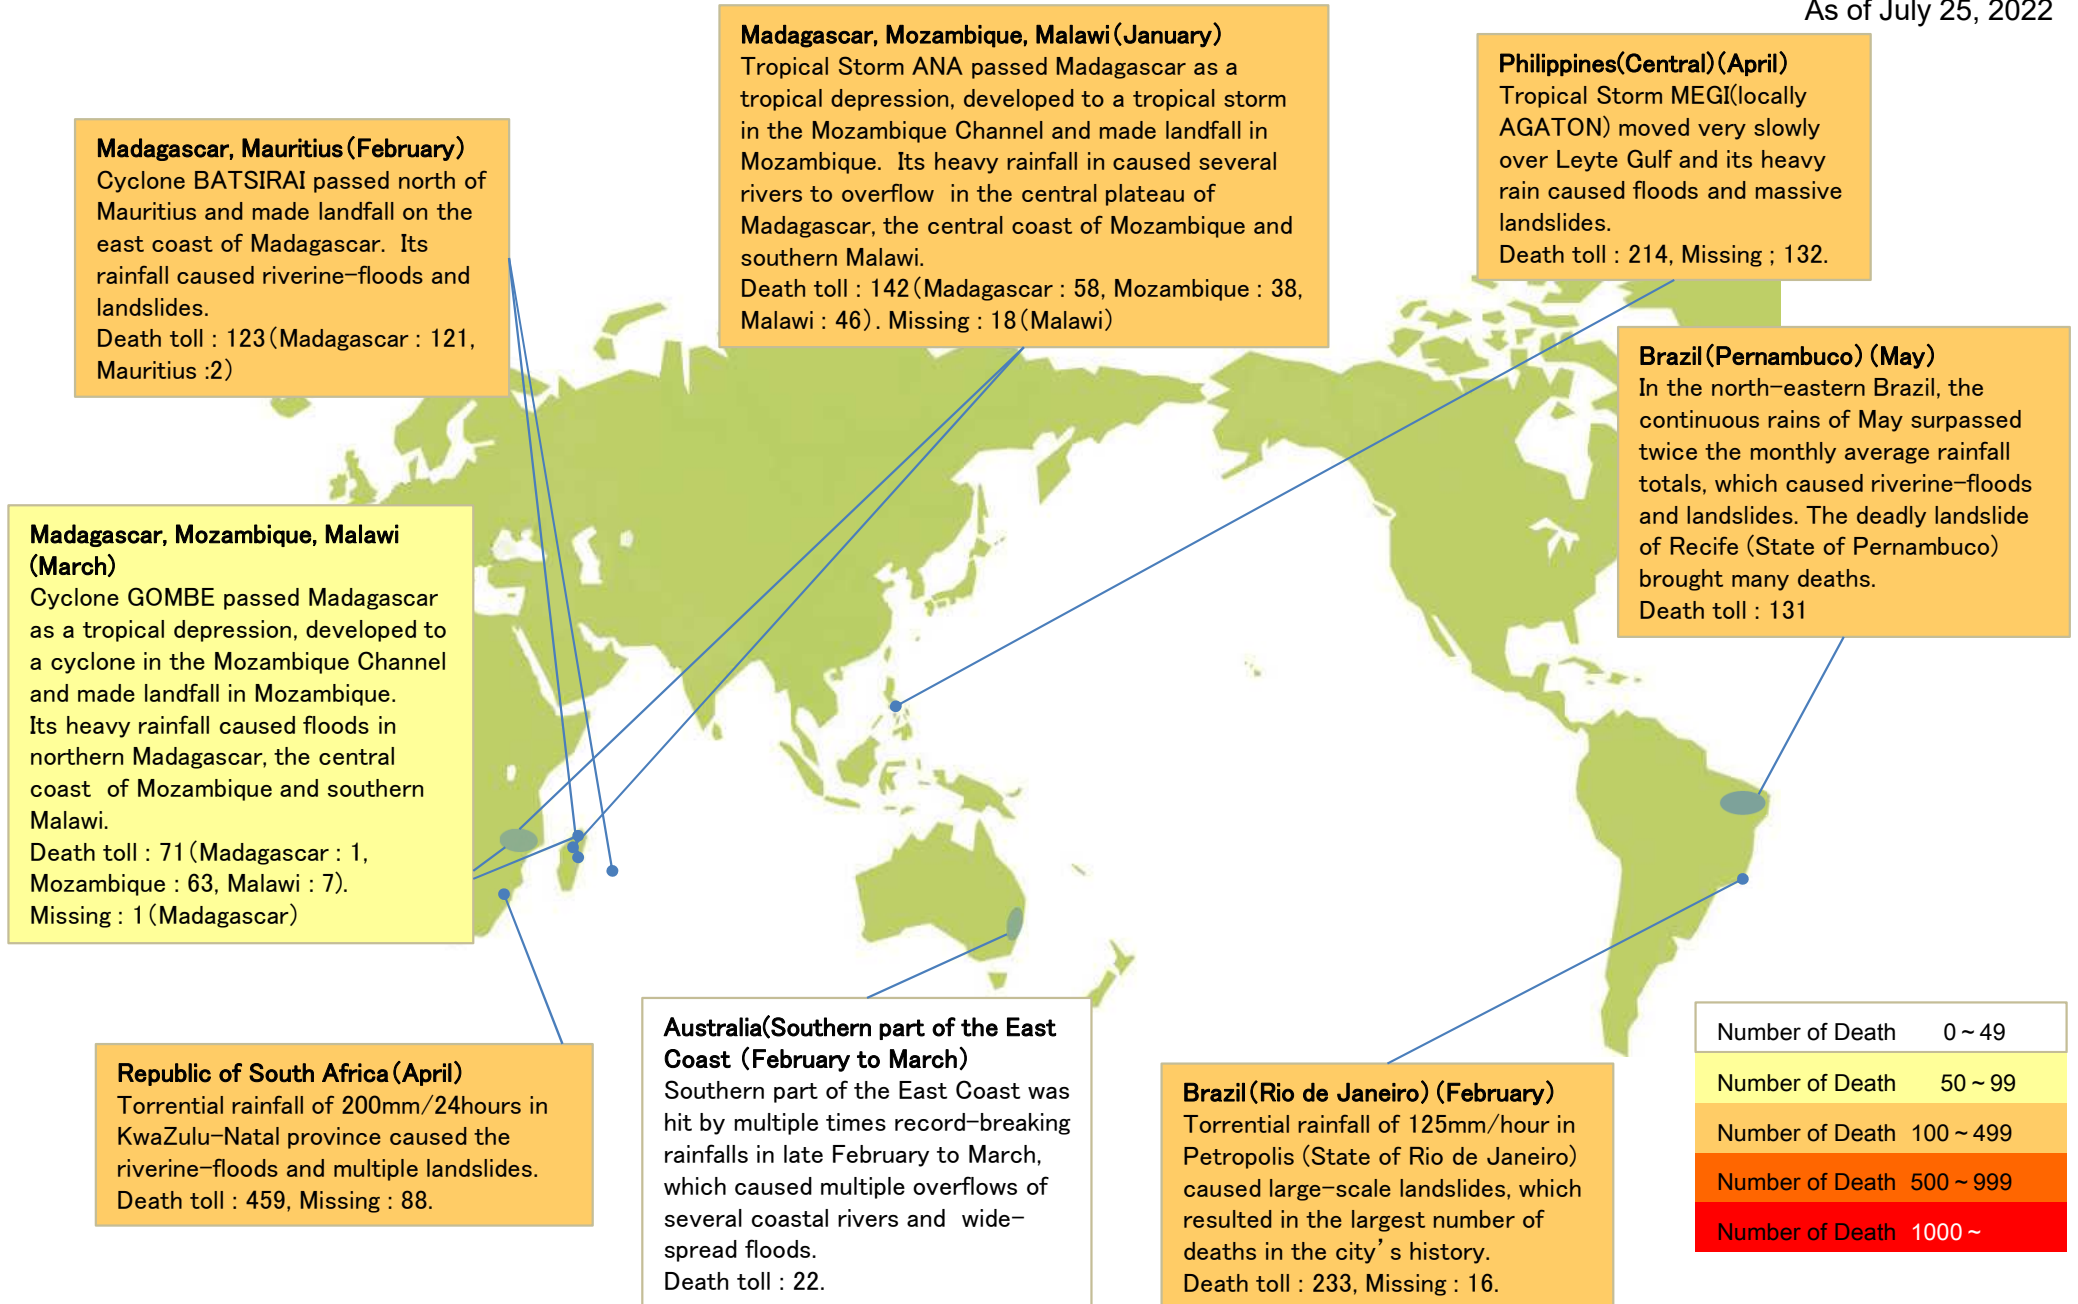 As of July 25, 2022
Madagascar, Mozambique, Malawi(January)
Tropical Storm ANA passed Madagascar as a
tropical depression, developed to a tropical storm
in the Mozambique Channel and made landfall in
Mozambique. Its heavy rainfall in caused several
rivers to overflow in the central plateau of
Madagascar, the central coast of Mozambique and
southern Malawi.
Death toll : 142(Madagascar : 58, Mozambique : 38,
Malawi : 46). Missing : 18(Malawi)
Philippines(Central)(April)
Tropical Storm MEGI(locally
AGATON) moved very slowly
over Leyte Gulf and its heavy
rain caused floods and massive
landslides.
Death toll : 214, Missing ; 132.
Madagascar, Mauritius(February)
Cyclone BATSIRAI passed north of
Mauritius and made landfall on the
east coast of Madagascar. Its
rainfall caused riverine-floods and
landslides.
Death toll : 123(Madagascar : 121,
Mauritius :2)
Brazil(Pernambuco) (May)
In the north-eastern Brazil, the
continuous rains of May surpassed
twice the monthly average rainfall
totals, which caused riverine-floods
and landslides. The deadly landslide
of Recife (State of Pernambuco)
brought many deaths.
Death toll : 131
Madagascar, Mozambique, Malawi
(March)
Cyclone GOMBE passed Madagascar
as a tropical depression, developed to
a cyclone in the Mozambique Channel
and made landfall in Mozambique.
Its heavy rainfall caused floods in
northern Madagascar, the central
coast of Mozambique and southern
Malawi.
Death toll : 71(Madagascar : 1,
Mozambique : 63, Malawi : 7).
Missing : 1(Madagascar)
Republic of South Africa(April)
Torrential rainfall of 200mm/24hours in
KwaZulu-Natal province caused the
riverine-floods and multiple landslides.
Death toll : 459, Missing : 88.
Australia(Southern part of the East
Coast (February to March)
Southern part of the East Coast was
hit by multiple times record-breaking
rainfalls in late February to March,
which caused multiple overflows of
several coastal rivers and wide-
spread floods.
Death toll : 22.
Brazil(Rio de Janeiro) (February)
Torrential rainfall of 125mm/hour in
Petropolis (State of Rio de Janeiro)
caused large-scale landslides, which
resulted in the largest number of
deaths in the city's history.
Death toll : 233, Missing : 16.
Number of Death 0 ~ 49
Number of Death 50 ~ 99
Number of Death 100 ~ 499
Number of Death 500 ~ 999
Number of Death 1000 ~